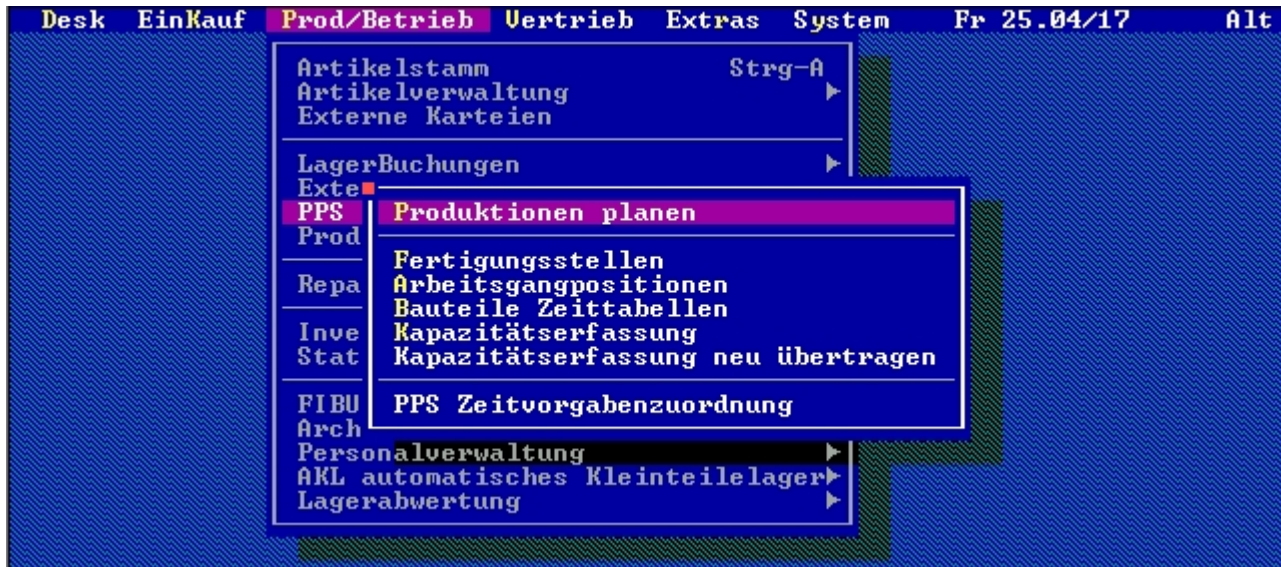 Desk EinKauf Prod/Betrieb Vertrieb Extras System Fr 25.04/17 Alt
Artikelstamm Strg-A
Artikelverwaltung
Externe Karteien
LagerBuchungen
Exte
PPS
Prod
Repa
Inve
Stat
FIBU
Arch
Personalverwaltung
AKL automatisches Kleinteilelager
Lagerabwertung
Produktionen planen
Fertigungsstellen
Arbeitsgangpositionen
Bauteile Zeittabellen
Kapazitätserfassung
Kapazitätserfassung neu übertragen
PPS Zeitvorgabenzuordnung